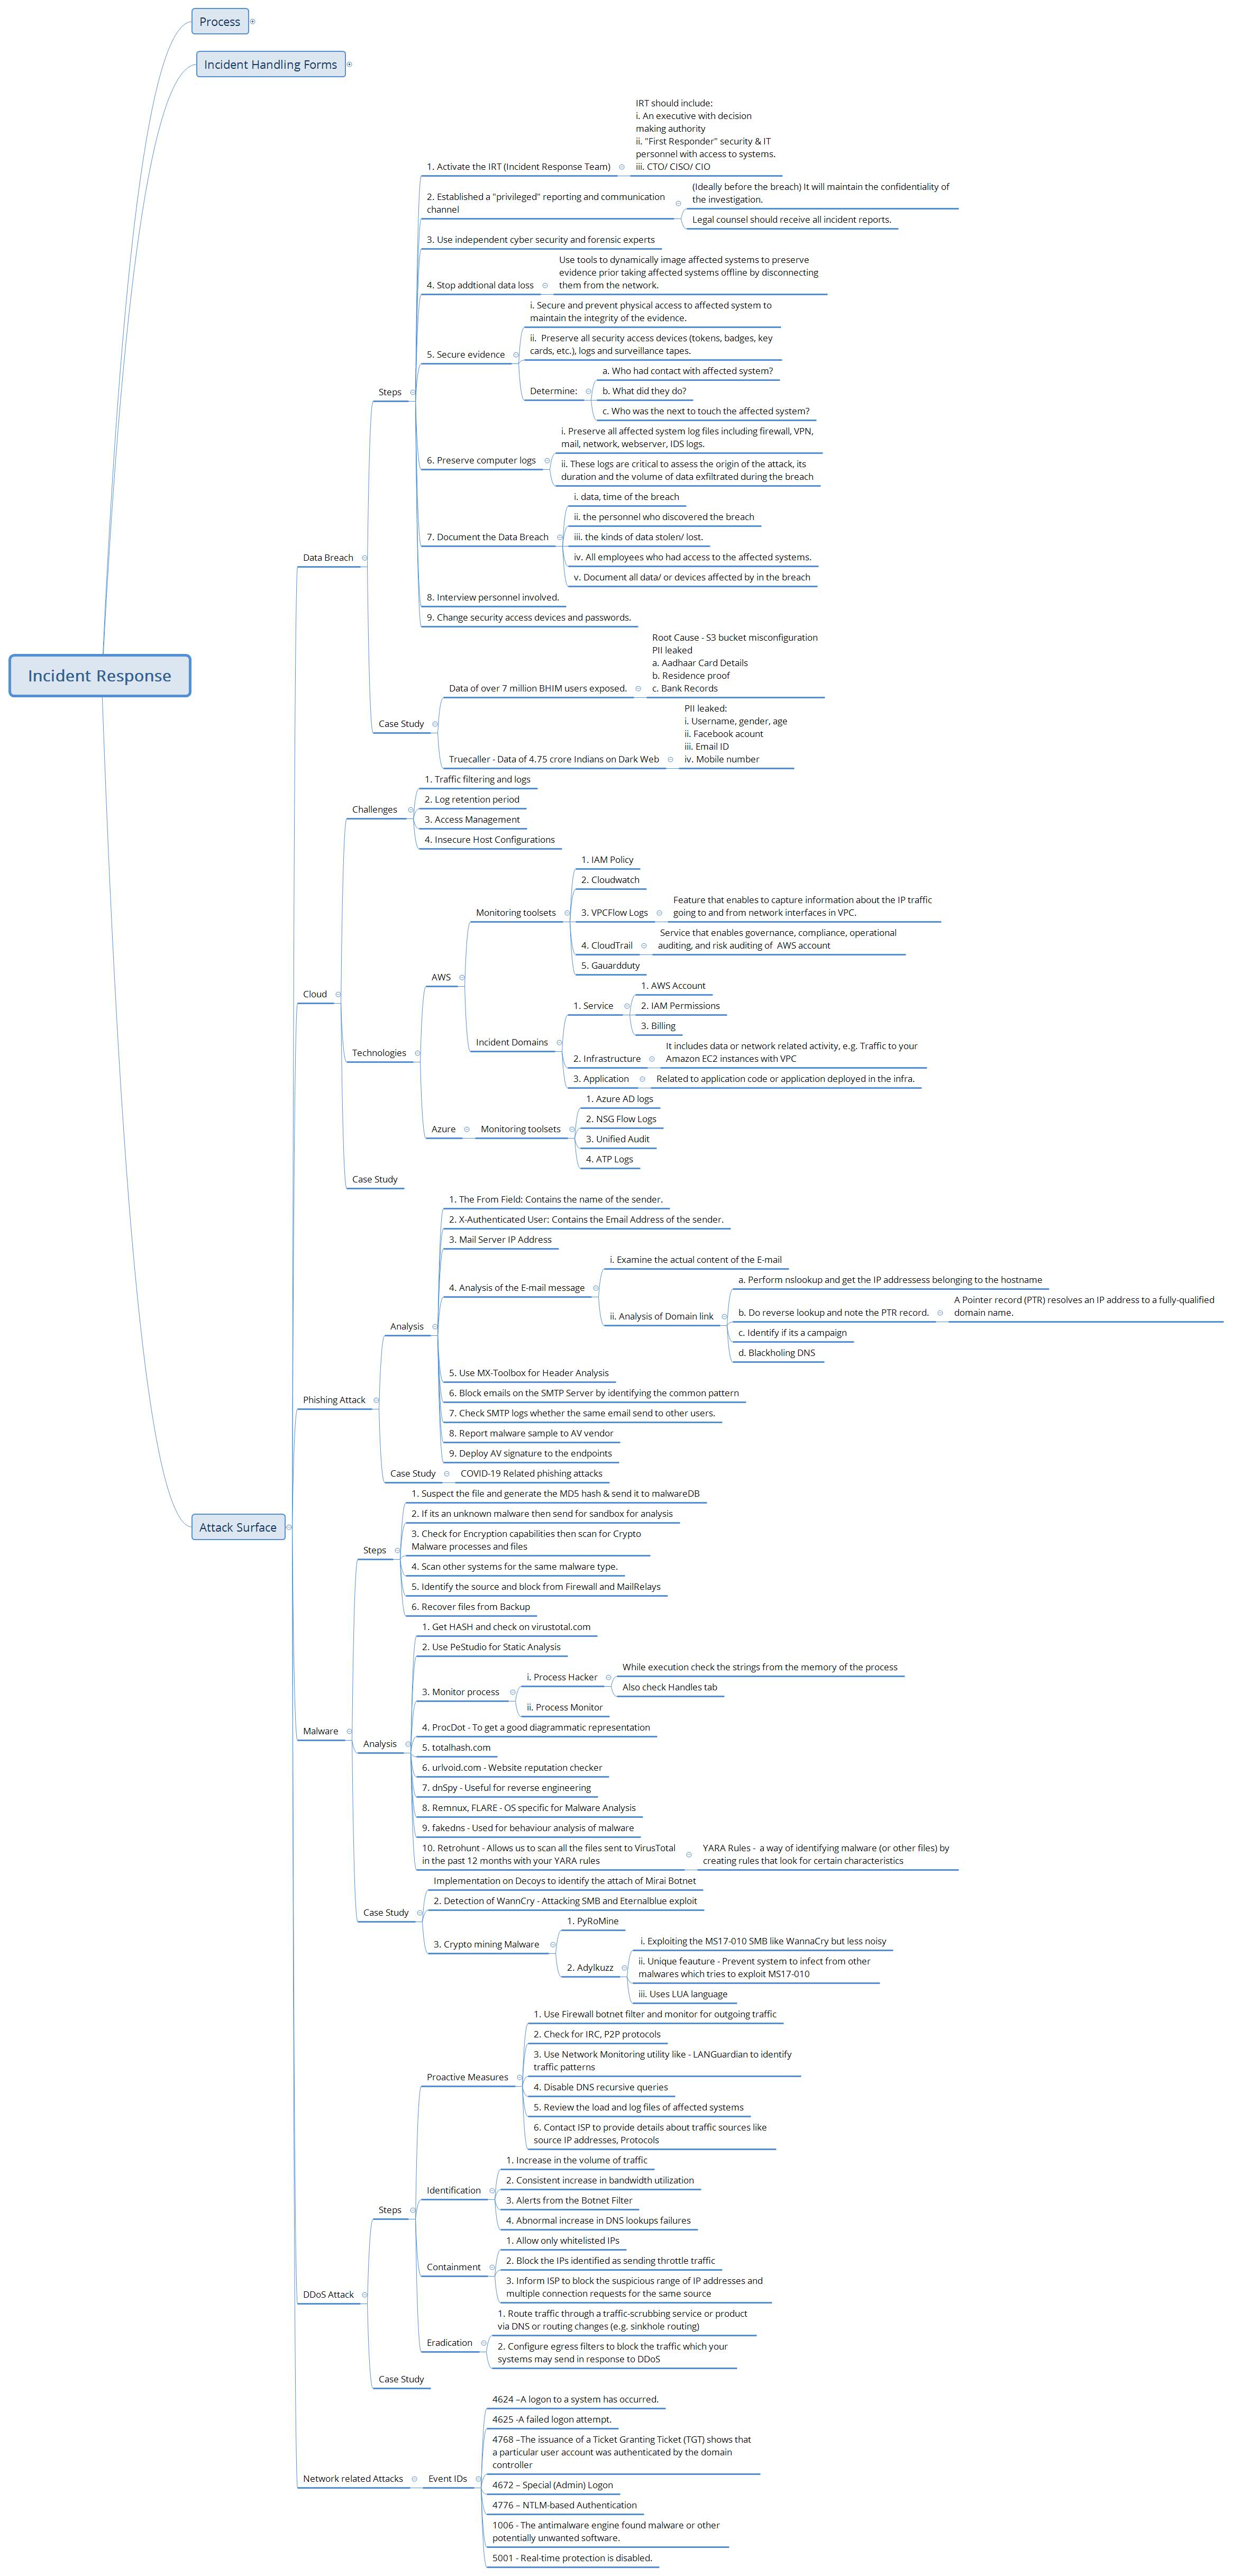 Process
Incident Handling Forms
IRT should include:
i. An executive with decision
making authority
ii. "First Responder" security & IT
personnel with access to systems.
iii. CTO/ CISO/ CIO
1. Activate the IRT (Incident Response Team)
(Ideally before the breach) It will maintain the confidentiality of
the investigation.
2. Established a "privileged" reporting and communication
channel
Legal counsel should receive all incident reports.
3. Use independent cyber security and forensic experts
Use tools to dynamically image affected systems to preserve
evidence prior taking affected systems offline by disconnecting
them from the network.
4. Stop addtional data loss
i. Secure and prevent physical access to affected system to
maintain the integrity of the evidence.
ii.  Preserve all security access devices (tokens, badges, key
cards, etc.), logs and surveillance tapes.
5. Secure evidence
a. Who had contact with affected system?
Determine:
b. What did they do?
c. Who was the next to touch the affected system?
Steps
i. Preserve all affected system log files including firewall, VPN,
mail, network, webserver, IDS logs.
6. Preserve computer logs
ii. These logs are critical to assess the origin of the attack, its
duration and the volume of data exfiltrated during the breach
i. data, time of the breach
ii. the personnel who discovered the breach
7. Document the Data Breach
iii. the kinds of data stolen/ lost.
iv. All employees who had access to the affected systems.
v. Document all data/ or devices affected by in the breach
Data Breach
8. Interview personnel involved.
9. Change security access devices and passwords.
Root Cause - S3 bucket misconfiguration
PII leaked
a. Aadhaar Card Details
b. Residence proof
c. Bank Records
Data of over 7 million BHIM users exposed.
Incident Response
Case Study
PII leaked:
i. Username, gender, age
ii. Facebook acount
iii. Email ID
iv. Mobile number
Truecaller - Data of 4.75 crore Indians on Dark Web
1. Traffic filtering and logs
2. Log retention period
Challenges
3. Access Management
4. Insecure Host Configurations
1. IAM Policy
2. Cloudwatch
Monitoring toolsets
3. VPCFlow Logs
Feature that enables to capture information about the IP traffic
going to and from network interfaces in VPC.
4. CloudTrail
Service that enables governance, compliance, operational
auditing, and risk auditing of  AWS account
5. Gauardduty
AWS
Cloud
1. AWS Account
1. Service
2. IAM Permissions
3. Billing
Incident Domains
Technologies
2. Infrastructure
It includes data or network related activity, e.g. Traffic to your
Amazon EC2 instances with VPC
3. Application
Related to application code or application deployed in the infra.
1. Azure AD logs
2. NSG Flow Logs
Azure
Monitoring toolsets
3. Unified Audit
4. ATP Logs
Case Study
1. The From Field: Contains the name of the sender.
2. X-Authenticated User: Contains the Email Address of the sender.
3. Mail Server IP Address
i. Examine the actual content of the E-mail
4. Analysis of the E-mail message
a. Perform nslookup and get the IP addressess belonging to the hostname
ii. Analysis of Domain link
b. Do reverse lookup and note the PTR record.
A Pointer record (PTR) resolves an IP address to a fully-qualified
domain name.
c. Identify if its a campaign
d. Blackholing DNS
Analysis
5. Use MX-Toolbox for Header Analysis
6. Block emails on the SMTP Server by identifying the common pattern
Phishing Attack
7. Check SMTP logs whether the same email send to other users.
8. Report malware sample to AV vendor
9. Deploy AV signature to the endpoints
Case Study
COVID-19 Related phishing attacks
Attack Surface
1. Suspect the file and generate the MD5 hash & send it to malwareDB
2. If its an unknown malware then send for sandbox for analysis
3. Check for Encryption capabilities then scan for Crypto
Malware processes and files
Steps
4. Scan other systems for the same malware type.
5. Identify the source and block from Firewall and MailRelays
6. Recover files from Backup
1. Get HASH and check on virustotal.com
2. Use PeStudio for Static Analysis
i. Process Hacker
While execution check the strings from the memory of the process
Also check Handles tab
3. Monitor process
ii. Process Monitor
4. ProcDot - To get a good diagrammatic representation
Malware
Analysis
5. totalhash.com
6. urlvoid.com - Website reputation checker
7. dnSpy - Useful for reverse engineering
8. Remnux, FLARE - OS specific for Malware Analysis
9. fakedns - Used for behaviour analysis of malware
10. Retrohunt - Allows us to scan all the files sent to VirusTotal
in the past 12 months with your YARA rules
YARA Rules -  a way of identifying malware (or other files) by
creating rules that look for certain characteristics
Implementation on Decoys to identify the attach of Mirai Botnet
2. Detection of WannCry - Attacking SMB and Eternalblue exploit
Case Study
1. PyRoMine
3. Crypto mining Malware
i. Exploiting the MS17-010 SMB like WannaCry but less noisy
2. Adylkuzz
ii. Unique feauture - Prevent system to infect from other
malwares which tries to exploit MS17-010
iii. Uses LUA language
1. Use Firewall botnet filter and monitor for outgoing traffic
2. Check for IRC, P2P protocols
3. Use Network Monitoring utility like - LANGuardian to identify
traffic patterns
Proactive Measures
4. Disable DNS recursive queries
5. Review the load and log files of affected systems
6. Contact ISP to provide details about traffic sources like
source IP addresses, Protocols
1. Increase in the volume of traffic
2. Consistent increase in bandwidth utilization
Identification
3. Alerts from the Botnet Filter
4. Abnormal increase in DNS lookups failures
Steps
1. Allow only whitelisted IPs
2. Block the IPs identified as sending throttle traffic
Containment
3. Inform ISP to block the suspicious range of IP addresses and
multiple connection requests for the same source
DDoS Attack
1. Route traffic through a traffic-scrubbing service or product
via DNS or routing changes (e.g. sinkhole routing)
Eradication
2. Configure egress filters to block the traffic which your
systems may send in response to DDoS
Case Study
4624 –A logon to a system has occurred.
4625 -A failed logon attempt.
4768 –The issuance of a Ticket Granting Ticket (TGT) shows that
a particular user account was authenticated by the domain
controller
Network related Attacks
Event IDs
4672 – Special (Admin) Logon
4776 – NTLM-based Authentication
1006 - The antimalware engine found malware or other
potentially unwanted software.
5001 - Real-time protection is disabled.